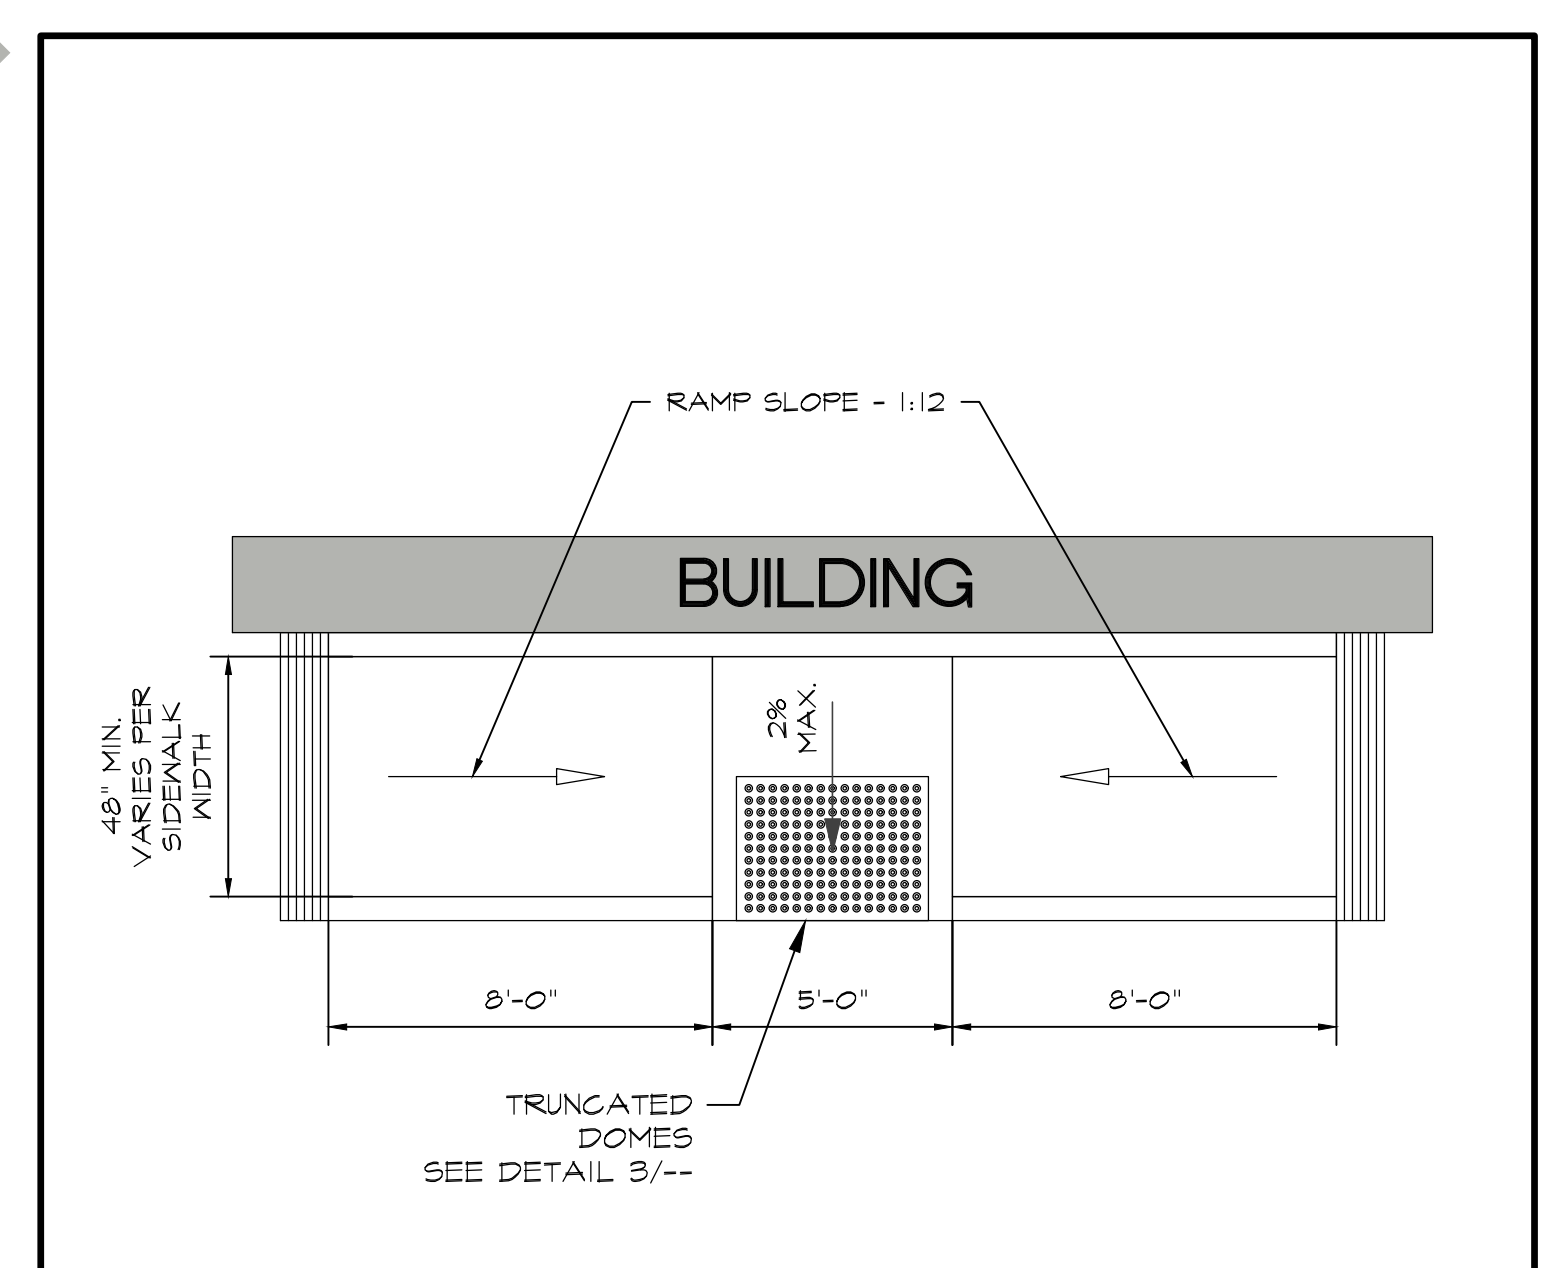 RAMP SLOPE - 1:12
BUILDING
48" MIN.
VARIES PER
SIDEWALK
WIDTH
2%
MAX.
8'-0"
5'-0"
8'-0"
TRUNCATED
DOMES
SEE DETAIL 3/--